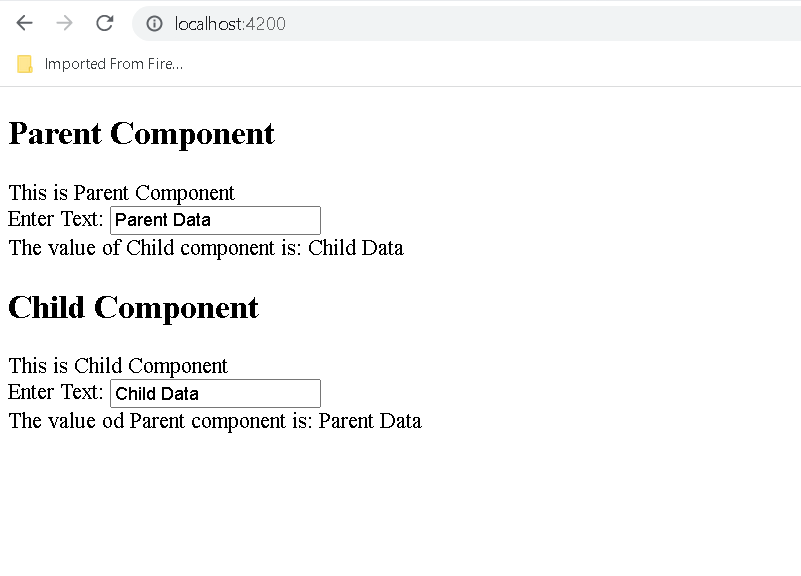 localhost:4200
Imported From Fire...
Parent Component
This is Parent Component
Enter Text: Parent Data
The value of Child component is: Child Data
Child Component
This is Child Component
Enter Text: Child Data
The value od Parent component is: Parent Data